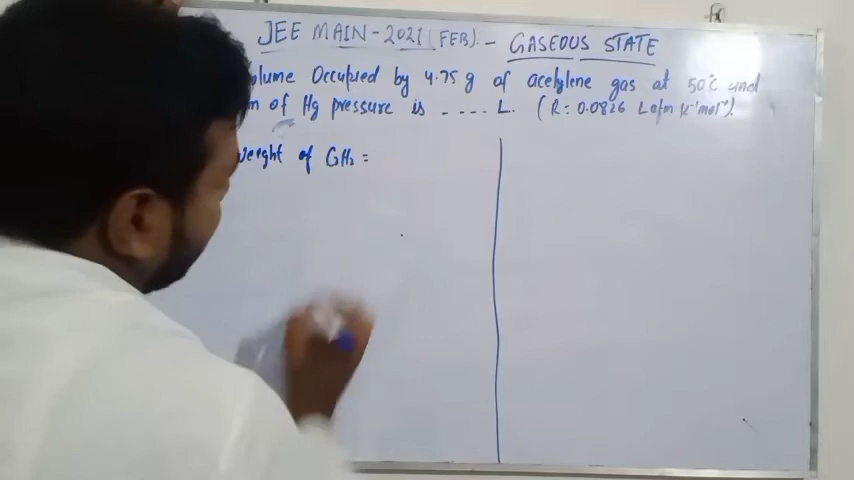 JEE MAIN-2021(FEB). - GASEOUS STATE
olume Occupied by 4.75 g of acetylene gas at 50°C and
m of Hg pressure is ---- L. (R = 0.0826 L atm K⁻¹mol⁻¹).
weight of C₂H₂ =